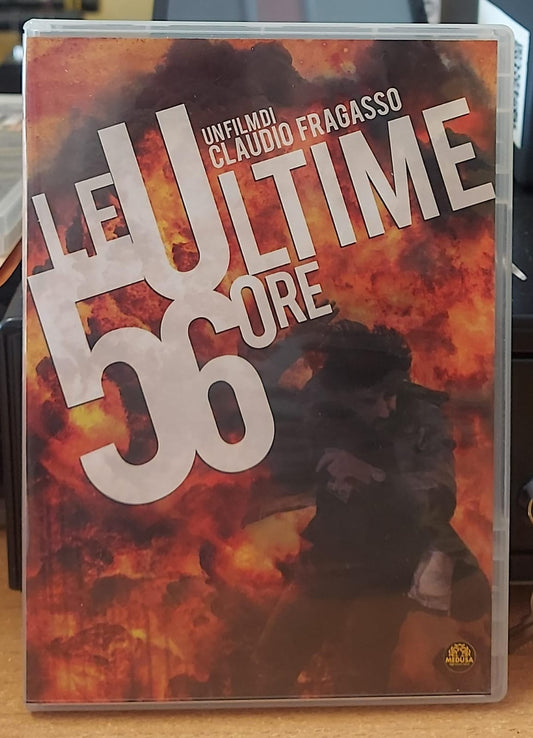 UN FILM DI
CLAUDIO FRAGASSO
LE ULTIME
56 ORE
MEDUSA